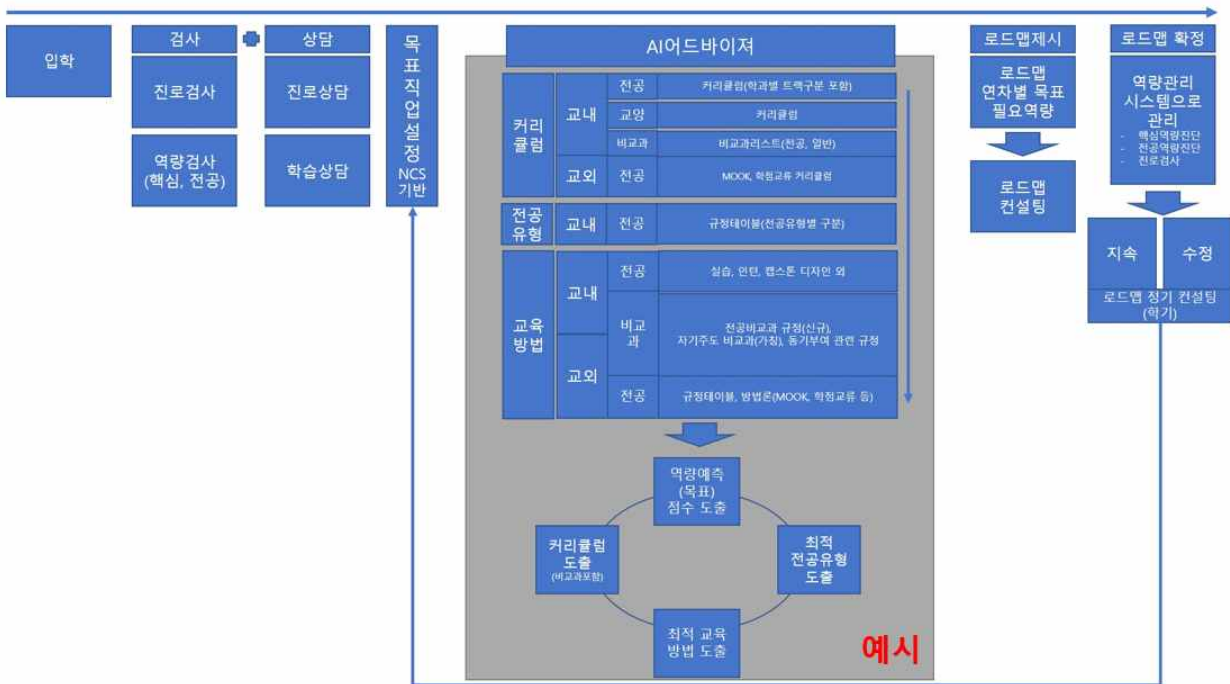 입학
검사
상담
진로검사
진로상담
역량검사
(핵심, 전공)
학습상담
목
표
직
업
설
정
NCS
기반
AI어드바이져
커리
큘럼
교내
전공
커리큘럼(학과별 트랙구분 포함)
교양
커리큘럼
비교과
비교과리스트(전공, 일반)
교외
전공
MOOK, 학점교류 커리큘럼
전공
유형
교내
전공
규정테이블(전공유형별 구분)
교육
방법
교내
전공
실습, 인턴, 캡스톤 디자인 외
비교
과
전공비교과 규정(신규),
자기주도 비교과(가칭), 동기부여 관련 규정
교외
전공
규정테이블, 방법론(MOOK, 학점교류 등)
역량예측
(목표)
점수 도출
커리큘럼
도출
(비교과포함)
최적
전공유형
도출
최적 교육
방법 도출
예시
로드맵제시
로드맵
연차별 목표
필요역량
로드맵
컨설팅
로드맵 확정
역량관리
시스템으로
관리
- 핵심역량진단
- 전공역량진단
- 진로검사
지속
수정
로드맵 정기 컨설팅
(학기)